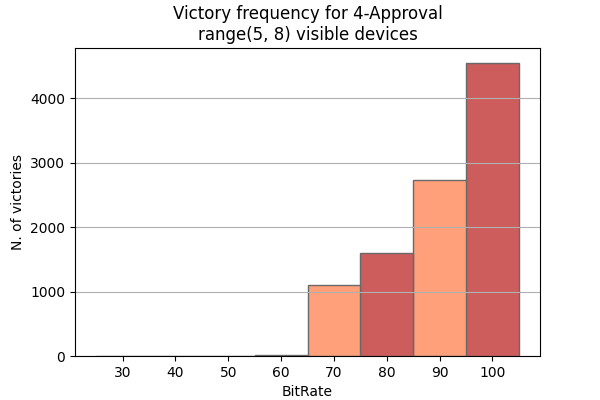 Victory frequency for 4-Approval
range(5, 8) visible devices
N. of victories
4000
3000
2000
1000
0
30 40 50 60 70 80 90 100
BitRate